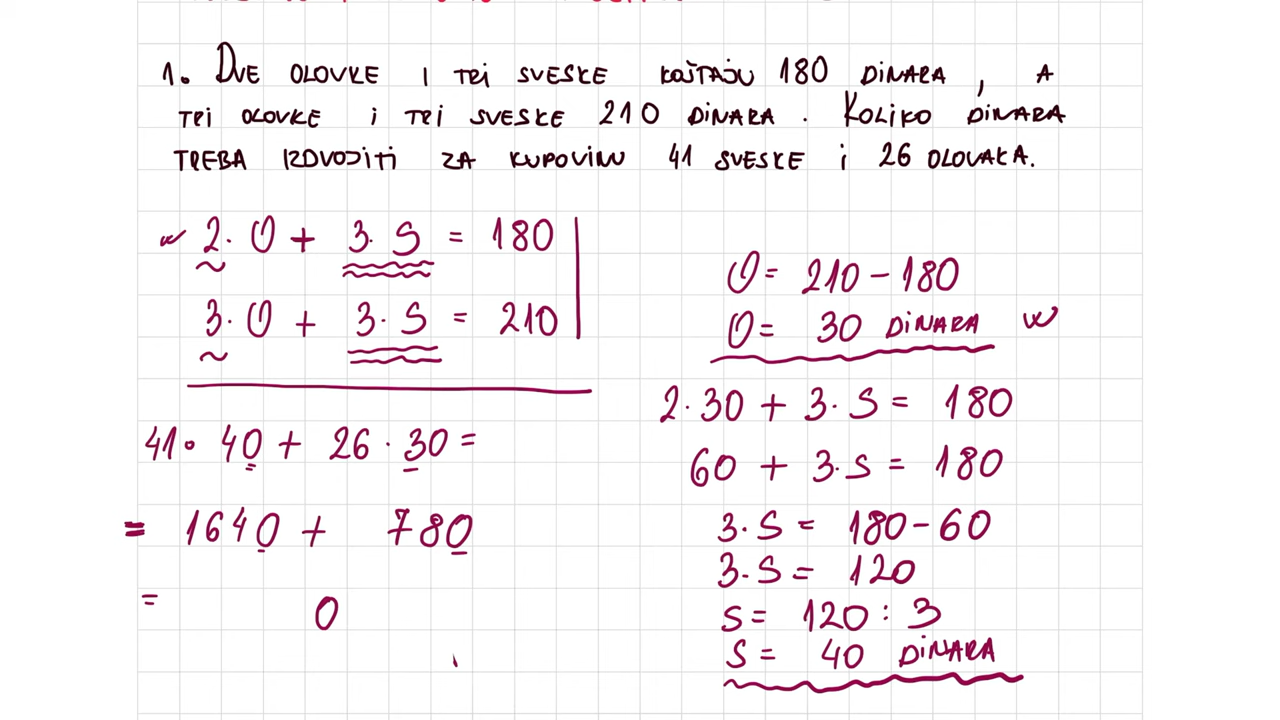 1. DVE OLOVKE I TRI SVESKE KOŠTAJU 180 DINARA, A
TRI OLOVKE i TRI SVESKE 210 DINARA. KOLIKO DINARA
TREBA IZDVOJITI ZA KUPOVINU 41 SVESKE i 26 OLOVAKA.
2· O + 3· S = 180
3· O + 3· S = 210
41· 40 + 26 · 30 =
= 1640 + 780
= 0
O = 210 - 180
O = 30 DINARA
2·30 + 3· S = 180
60 + 3·S = 180
3·S = 180-60
3·S = 120
S = 120 : 3
S = 40 DINARA